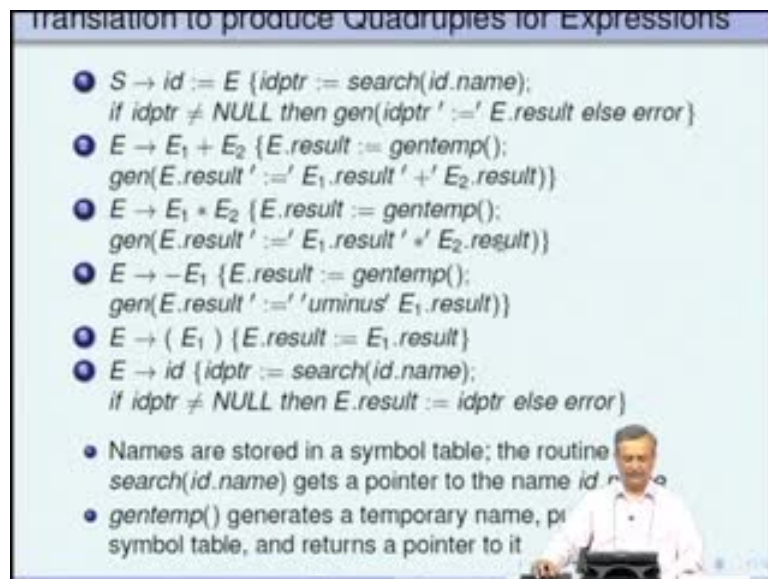 Translation to produce Quadruples for Expressions
S → id := E {idptr := search(id.name);
if idptr ≠ NULL then gen(idptr ′ :=′ E.result else error}
E → E₁ + E₂ {E.result := gentemp();
gen(E.result ′ :=′ E₁.result ′ +′ E₂.result)}
E → E₁ * E₂ {E.result := gentemp();
gen(E.result ′ :=′ E₁.result ′ *′ E₂.result)}
E → −E₁ {E.result := gentemp();
gen(E.result ′ :=′ ′uminus′ E₁.result)}
E → ( E₁ ) {E.result := E₁.result}
E → id {idptr := search(id.name);
if idptr ≠ NULL then E.result := idptr else error}
Names are stored in a symbol table; the routine
search(id.name) gets a pointer to the name
gentemp() generates a temporary name,
symbol table, and returns a pointer to it